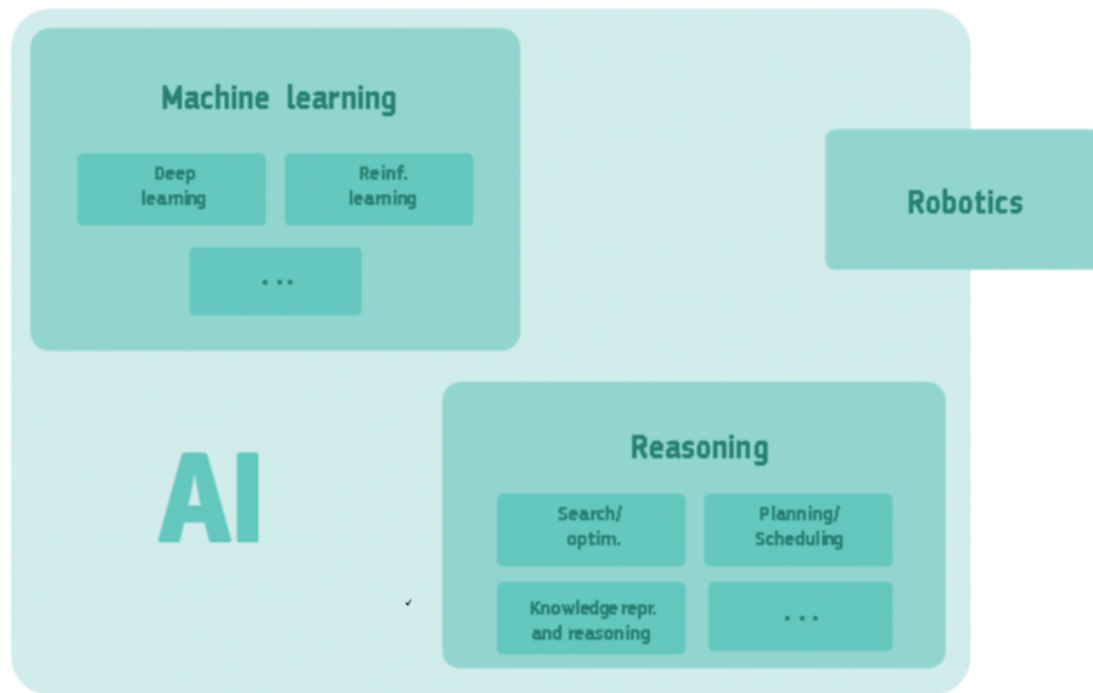 Machine learning
Deep
learning
Reinf.
learning
...
Robotics
AI
Reasoning
Search/
optim.
Planning/
Scheduling
Knowledge repr.
and reasoning
...